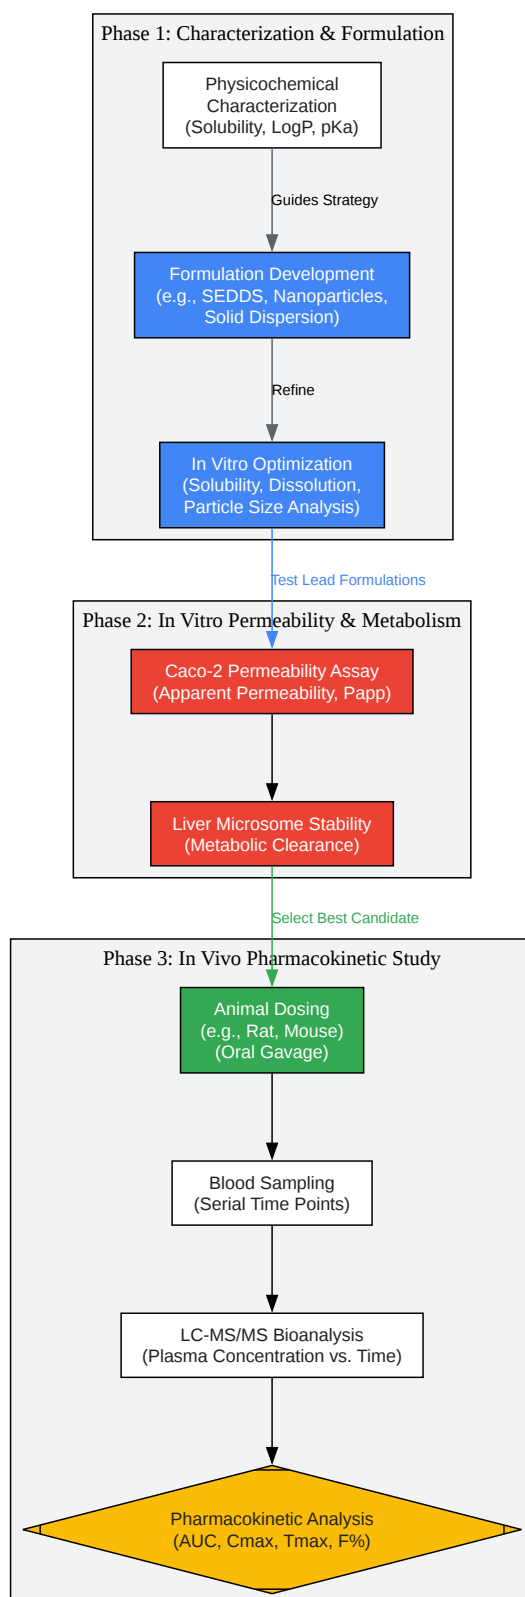 Phase 1: Characterization & Formulation
Physicochemical
Characterization
(Solubility, LogP, pKa)
Guides Strategy
Formulation Development
(e.g., SEDDS, Nanoparticles,
Solid Dispersion)
Refine
In Vitro Optimization
(Solubility, Dissolution,
Particle Size Analysis)
Test Lead Formulations
Phase 2: In Vitro Permeability & Metabolism
Caco-2 Permeability Assay
(Apparent Permeability, Papp)
Liver Microsome Stability
(Metabolic Clearance)
Select Best Candidate
Phase 3: In Vivo Pharmacokinetic Study
Animal Dosing
(e.g., Rat, Mouse)
(Oral Gavage)
Blood Sampling
(Serial Time Points)
LC-MS/MS Bioanalysis
(Plasma Concentration vs. Time)
Pharmacokinetic Analysis
(AUC, Cmax, Tmax, F%)